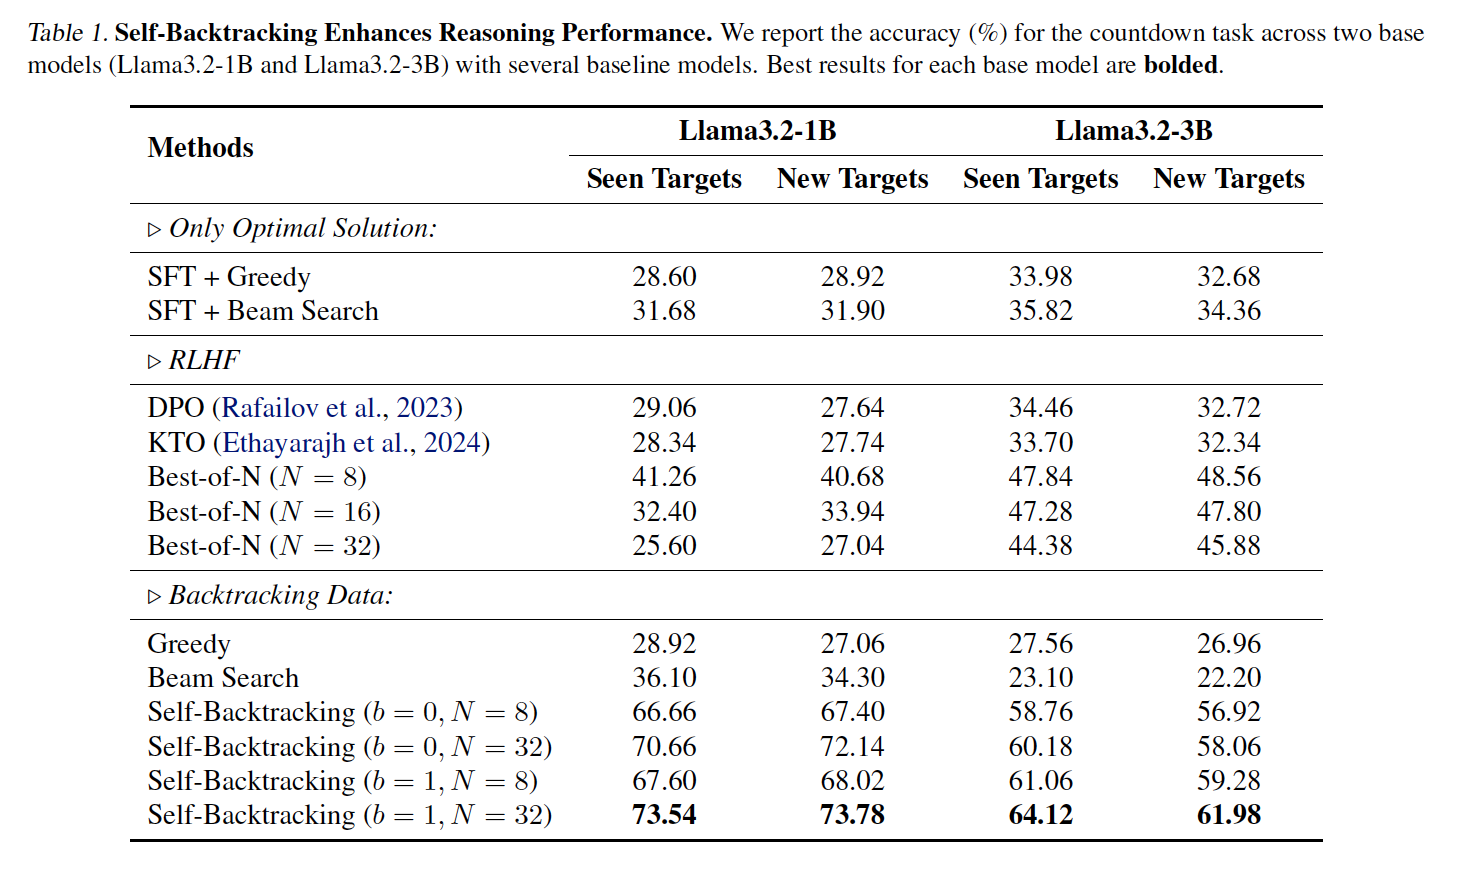 Table 1. Self-Backtracking Enhances Reasoning Performance. We report the accuracy (%) for the countdown task across two base
models (Llama3.2-1B and Llama3.2-3B) with several baseline models. Best results for each base model are bolded.
Methods Llama3.2-1B Llama3.2-3B
Seen Targets New Targets Seen Targets New Targets
▷ Only Optimal Solution:
SFT + Greedy 28.60 28.92 33.98 32.68
SFT + Beam Search 31.68 31.90 35.82 34.36
▷ RLHF
DPO (Rafailov et al., 2023) 29.06 27.64 34.46 32.72
KTO (Ethayarajh et al., 2024) 28.34 27.74 33.70 32.34
Best-of-N (N = 8) 41.26 40.68 47.84 48.56
Best-of-N (N = 16) 32.40 33.94 47.28 47.80
Best-of-N (N = 32) 25.60 27.04 44.38 45.88
▷ Backtracking Data:
Greedy 28.92 27.06 27.56 26.96
Beam Search 36.10 34.30 23.10 22.20
Self-Backtracking (b = 0, N = 8) 66.66 67.40 58.76 56.92
Self-Backtracking (b = 0, N = 32) 70.66 72.14 60.18 58.06
Self-Backtracking (b = 1, N = 8) 67.60 68.02 61.06 59.28
Self-Backtracking (b = 1, N = 32) 73.54 73.78 64.12 61.98